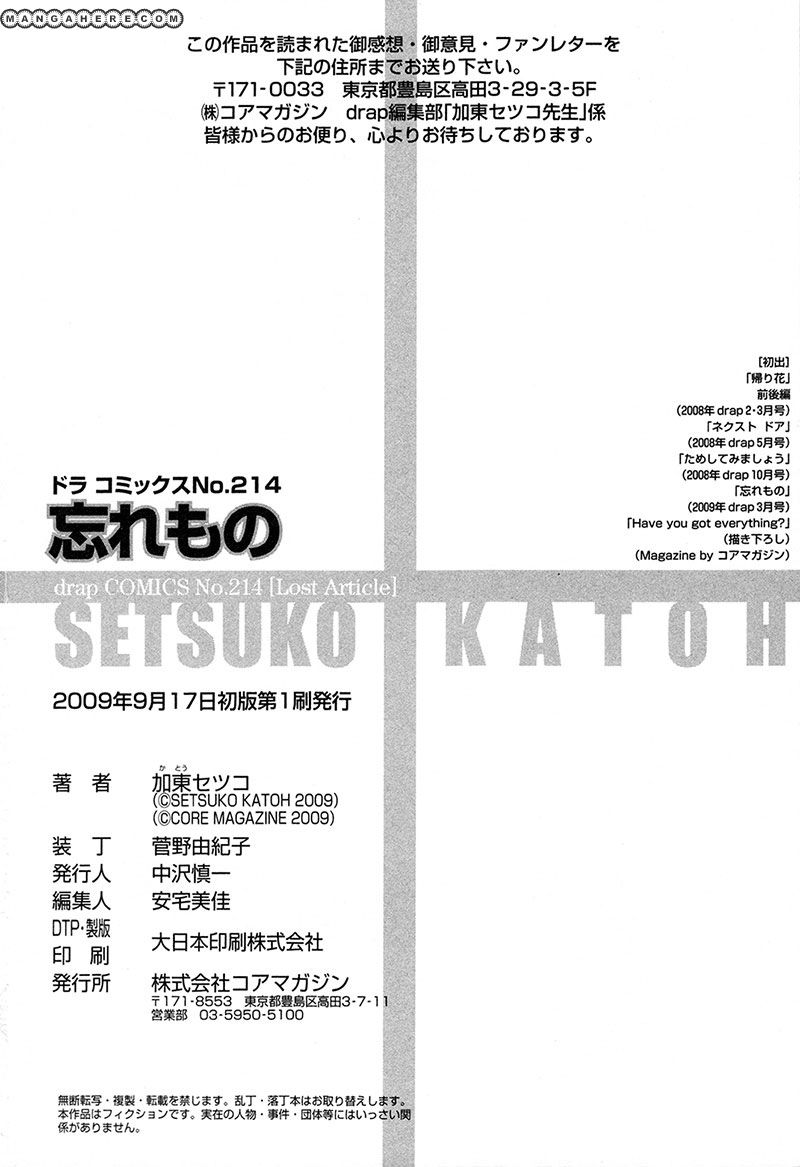 MANGAHERE.COM
この作品を読まれた御感想・御意見・ファンレターを
下記の住所までお送り下さい。
〒171-0033　東京都豊島区高田3-29-3-5F
㈱コアマガジン　drap編集部「加東セツコ先生」係
皆様からのお便り、心よりお待ちしております。
[初出]
「帰り花」
前後編
(2008年 drap 2・3月号)
「ネクスト ドア」
(2008年 drap 5月号)
「ためしてみましょう」
(2008年 drap 10月号)
「忘れもの」
(2009年 drap 3月号)
「Have you got everything?」
(描き下ろし)
(Magazine by コアマガジン)
ドラ コミックスNo.214
忘れもの
drap COMICS No.214 [Lost Article]
SETSUKO KATOH
2009年9月17日初版第1刷発行
か とう
著　者　加東セツコ
(©SETSUKO KATOH 2009)
(©CORE MAGAZINE 2009)
装　丁　菅野由紀子
発行人　中沢慎一
編集人　安宅美佳
DTP・製版
印　刷　大日本印刷株式会社
発行所　株式会社コアマガジン
〒171-8553　東京都豊島区高田3-7-11
営業部　03-5950-5100
無断転写・複製・転載を禁じます。乱丁・落丁本はお取り替えします。
本作品はフィクションです。実在の人物・事件・団体等にはいっさい関
係がありません。